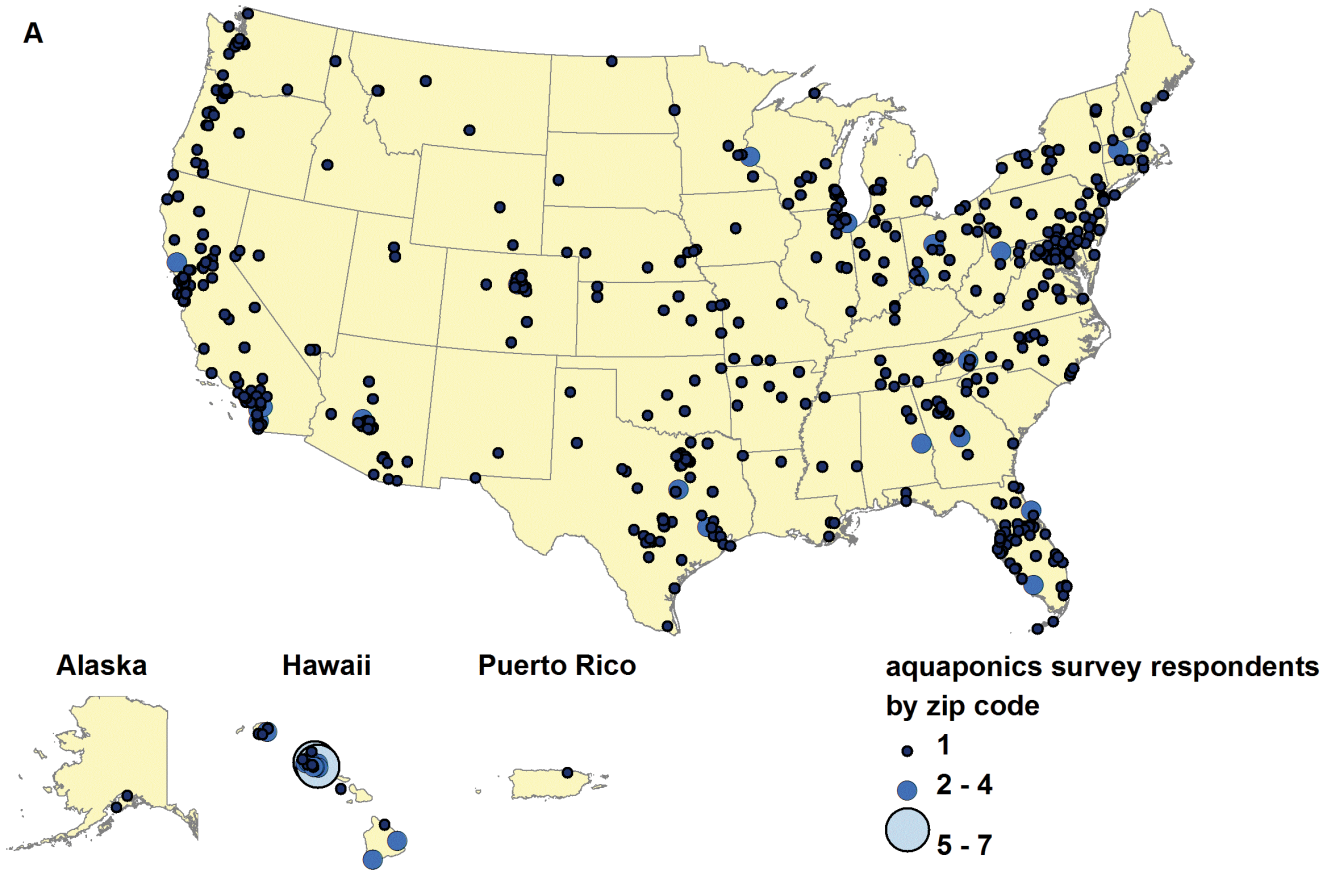 A
Alaska
Hawaii
Puerto Rico
aquaponics survey respondents
by zip code
1
2 - 4
5 - 7